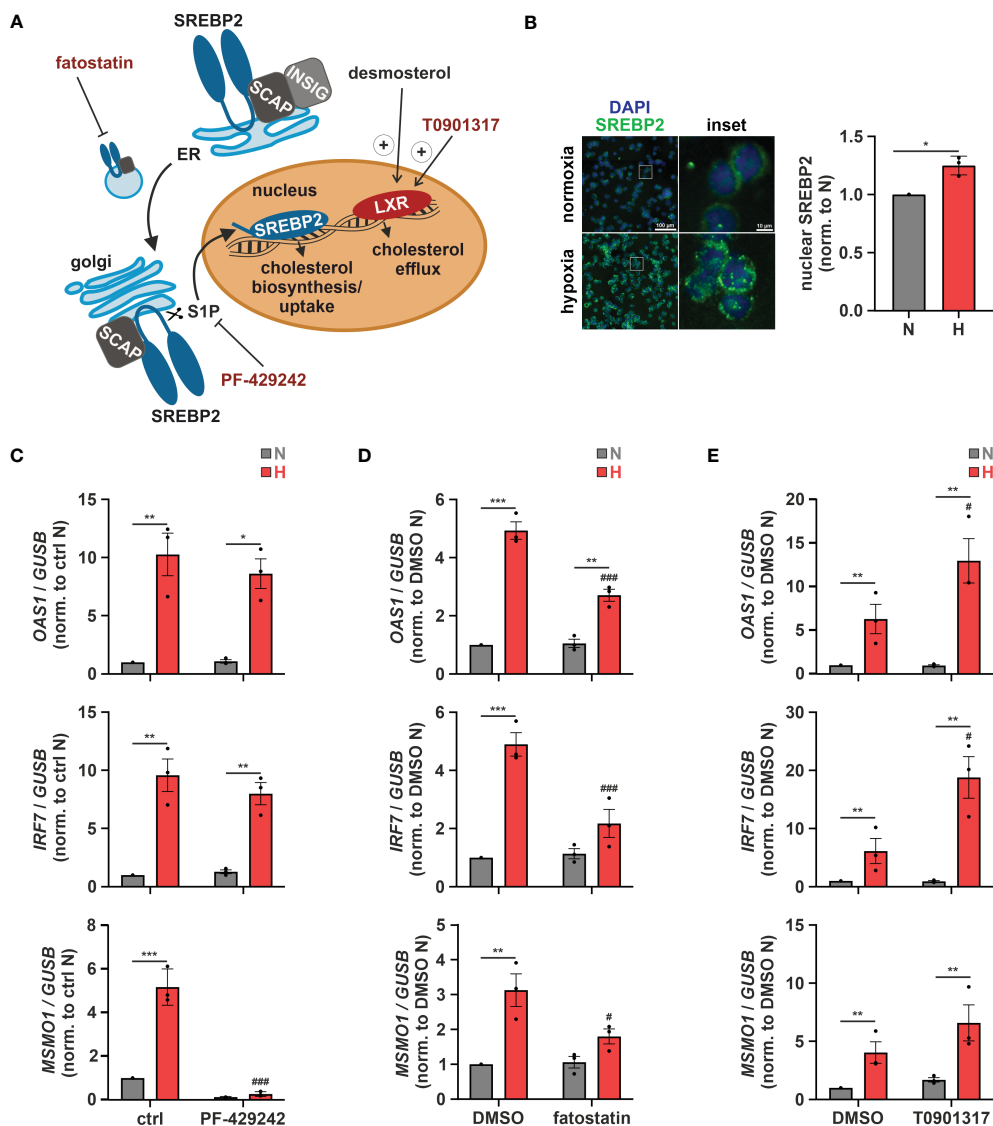 A
SREBP2
fatostatin
SCAP
INSIG
desmosterol
T0901317
+
+
ER
nucleus
SREBP2
LXR
cholesterol
biosynthesis/
uptake
cholesterol
efflux
golgi
S1P
SCAP
PF-429242
SREBP2
B
DAPI
SREBP2
inset
normoxia
100 µm
10 µm
hypoxia
nuclear SREBP2
(norm. to N)
1.5
1.0
0.5
0.0
*
N
H
C
N
H
OAS1 / GUSB
(norm. to ctrl N)
15
10
5
0
**
*
IRF7 / GUSB
(norm. to ctrl N)
15
10
5
0
**
**
MSMO1 / GUSB
(norm. to ctrl N)
8
6
4
2
0
***
###
ctrl
PF-429242
D
N
H
OAS1 / GUSB
(norm. to DMSO N)
6
4
2
0
***
**
###
IRF7 / GUSB
(norm. to DMSO N)
6
4
2
0
***
###
MSMO1 / GUSB
(norm. to DMSO N)
5
4
3
2
1
0
**
#
DMSO
fatostatin
E
N
H
OAS1 / GUSB
(norm. to DMSO N)
20
15
10
5
0
**
**
#
IRF7 / GUSB
(norm. to DMSO N)
30
20
10
0
**
**
#
MSMO1 / GUSB
(norm. to DMSO N)
15
10
5
0
**
**
DMSO
T0901317